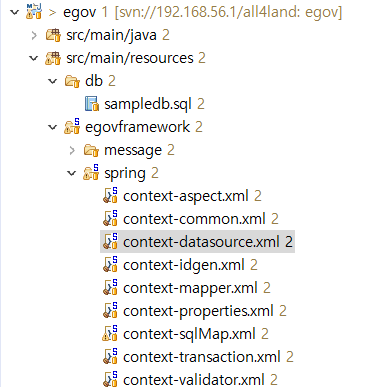 > egov 1 [svn://192.168.56.1/all4land: egov]
src/main/java 2
src/main/resources 2
db 2
sampledb.sql 2
egovframework 2
message 2
spring 2
context-aspect.xml 2
context-common.xml 2
context-datasource.xml 2
context-idgen.xml 2
context-mapper.xml 2
context-properties.xml 2
context-sqlMap.xml 2
context-transaction.xml 2
context-validator.xml 2